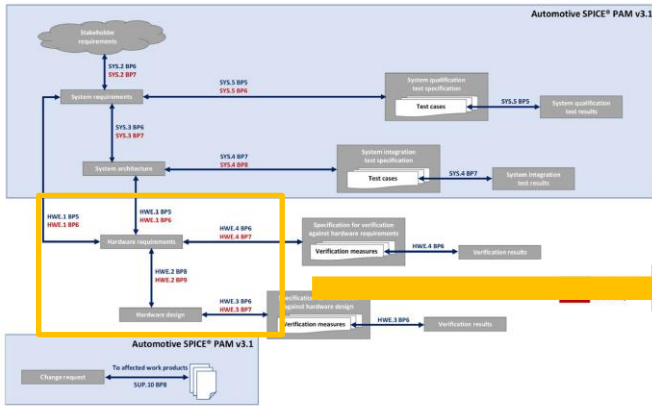 Automotive SPICE® PAM v3.1
Stakeholder
requirements
SYS.2 BP6
SYS.2 BP7
System requirements
SYS.5 BP5
SYS.5 BP6
System qualification
test specification
Test cases
SYS.5 BP5
System qualification
test results
SYS.3 BP6
SYS.3 BP7
System architecture
SYS.4 BP7
SYS.4 BP8
System integration
test specification
Test cases
SYS.4 BP7
System integration
test results
HWE.1 BP5
HWE.1 BP6
HWE.1 BP5
HWE.1 BP6
Hardware requirements
HWE.4 BP6
HWE.4 BP7
Specification for verification
against hardware requirements
Verification measures
HWE.4 BP6
Verification results
HWE.2 BP8
HWE.2 BP9
Hardware design
HWE.3 BP6
HWE.3 BP7
against hardware design
Verification measures
HWE.3 BP6
Verification results
Automotive SPICE® PAM v3.1
Change request
To affected work products
SUP.10 BP8